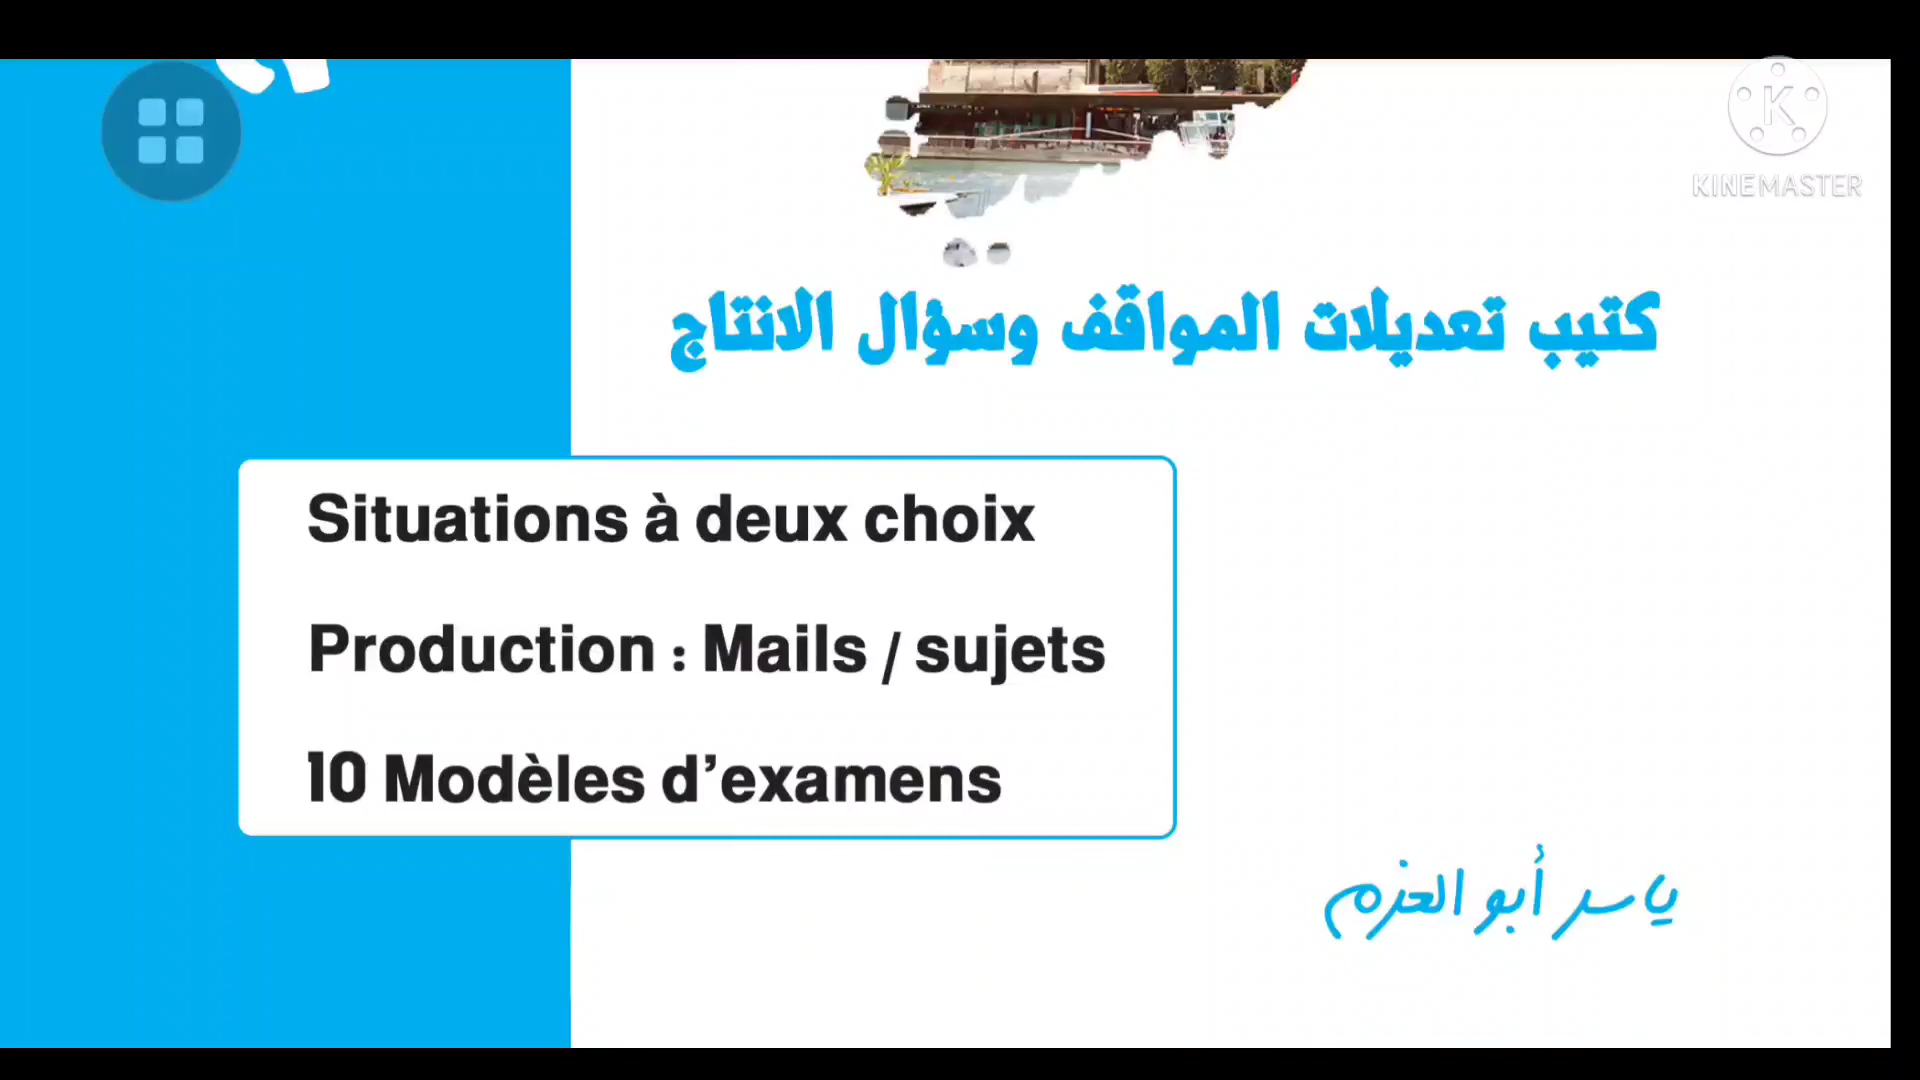 KINEMASTER
كتيب تعديلات المواقف وسؤال الانتاج
Situations à deux choix
Production : Mails / sujets
10 Modèles d’examens
ياسر أبو العزم